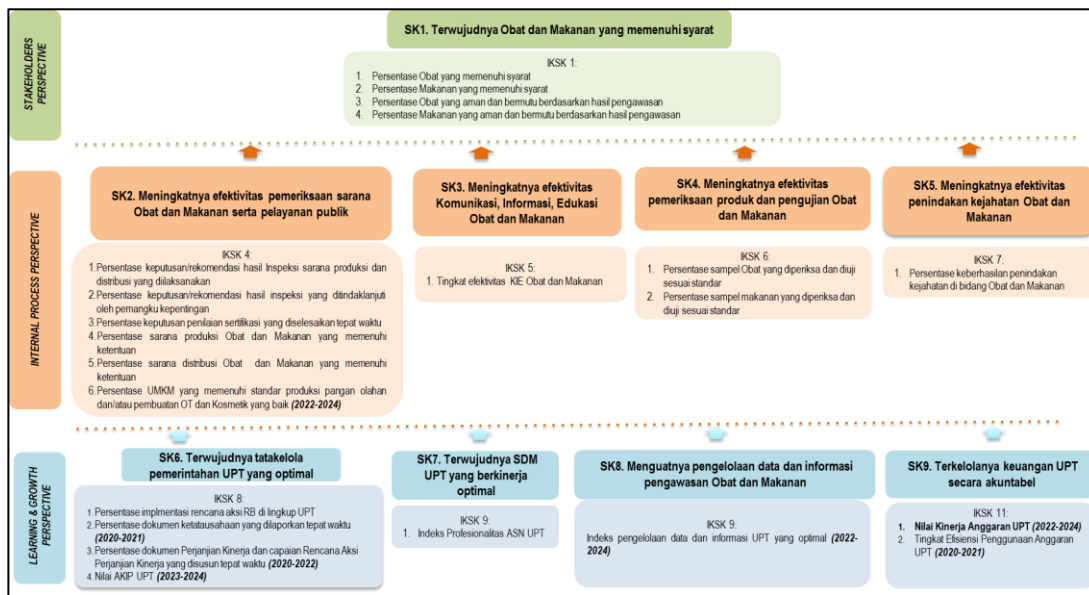 STAKEHOLDERS
PERSPECTIVE
SK1. Terwujudnya Obat dan Makanan yang memenuhi syarat
IKSK 1:
1. Persentase Obat yang memenuhi syarat
2. Persentase Makanan yang memenuhi syarat
3. Persentase Obat yang aman dan bermutu berdasarkan hasil pengawasan
4. Persentase Makanan yang aman dan bermutu berdasarkan hasil pengawasan
INTERNAL PROCESS PERSPECTIVE
SK2. Meningkatnya efektivitas pemeriksaan sarana
Obat dan Makanan serta pelayanan publik
IKSK 4:
1.Persentase keputusan/rekomendasi hasil Inspeksi sarana produksi dan
distribusi yang diilaksanakan
2.Persentase keputusan/rekomendasi hasil inspeksi yang ditindaklanjuti
oleh pemangku kepentingan
3.Persentase keputusan penilaian sertifikasi yang diselesaikan tepat waktu
4.Persentase sarana produksi Obat dan Makanan yang memenuhi
ketentuan
5.Persentase sarana distribusi Obat dan Makanan yang memenuhi
ketentuan
6.Persentase UMKM yang memenuhi standar produksi pangan olahan
dan/atau pembuatan OT dan Kosmetik yang baik (2022-2024)
SK3. Meningkatnya efektivitas
Komunikasi, Informasi, Edukasi
Obat dan Makanan
IKSK 5:
1. Tingkat efektivitas KIE Obat dan Makanan
SK4. Meningkatnya efektivitas
pemeriksaan produk dan pengujian Obat
dan Makanan
IKSK 6:
1. Persentase sampel Obat yang diperiksa dan diuji
sesuai standar
2. Persentase sampel makanan yang diperiksa dan
diuji sesuai standar
SK5. Meningkatnya efektivitas
penindakan kejahatan Obat dan
Makanan
IKSK 7:
1. Persentase keberhasilan penindakan
kejahatan di bidang Obat dan Makanan
LEARNING & GROWTH
PERSPECTIVE
SK6. Terwujudnya tatakelola
pemerintahan UPT yang optimal
IKSK 8:
1. Persentase implmentasi rencana aksi RB di lingkup UPT
2. Persentase dokumen ketatausahaan yang dilaporkan tepat waktu
(2020-2021)
3. Persentase dokumen Perjanjian Kinerja dan capaian Rencana Aksi
Perjanjian Kinerja yang disusun tepat waktu (2020-2022)
4. Nilai AKIP UPT (2023-2024)
SK7. Terwujudnya SDM
UPT yang berkinerja
optimal
IKSK 9:
1. Indeks Profesionalitas ASN UPT
SK8. Menguatnya pengelolaan data dan informasi
pengawasan Obat dan Makanan
IKSK 9:
Indeks pengelolaan data dan informasi UPT yang optimal (2022-
2024)
SK9. Terkelolanya keuangan UPT
secara akuntabel
IKSK 11:
1. Nilai Kinerja Anggaran UPT (2022-2024)
2. Tingkat Efisiensi Penggunaan Anggaran
UPT (2020-2021)